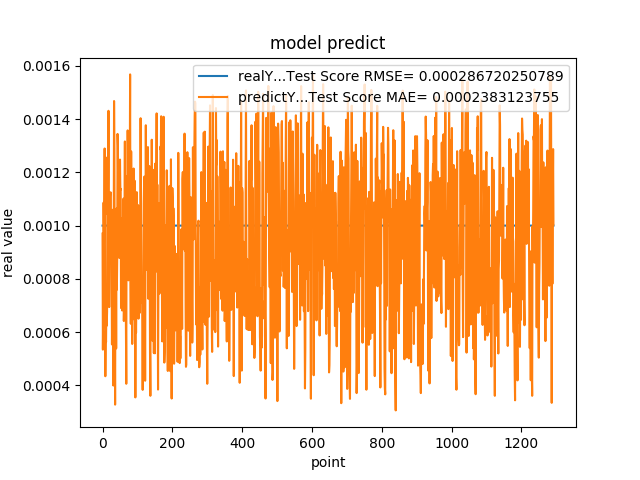 model predict
realY...Test Score RMSE= 0.000286720250789
predictY...Test Score MAE= 0.0002383123755
0.0016
0.0014
0.0012
0.0010
0.0008
0.0006
0.0004
real value
0 200 400 600 800 1000 1200
point